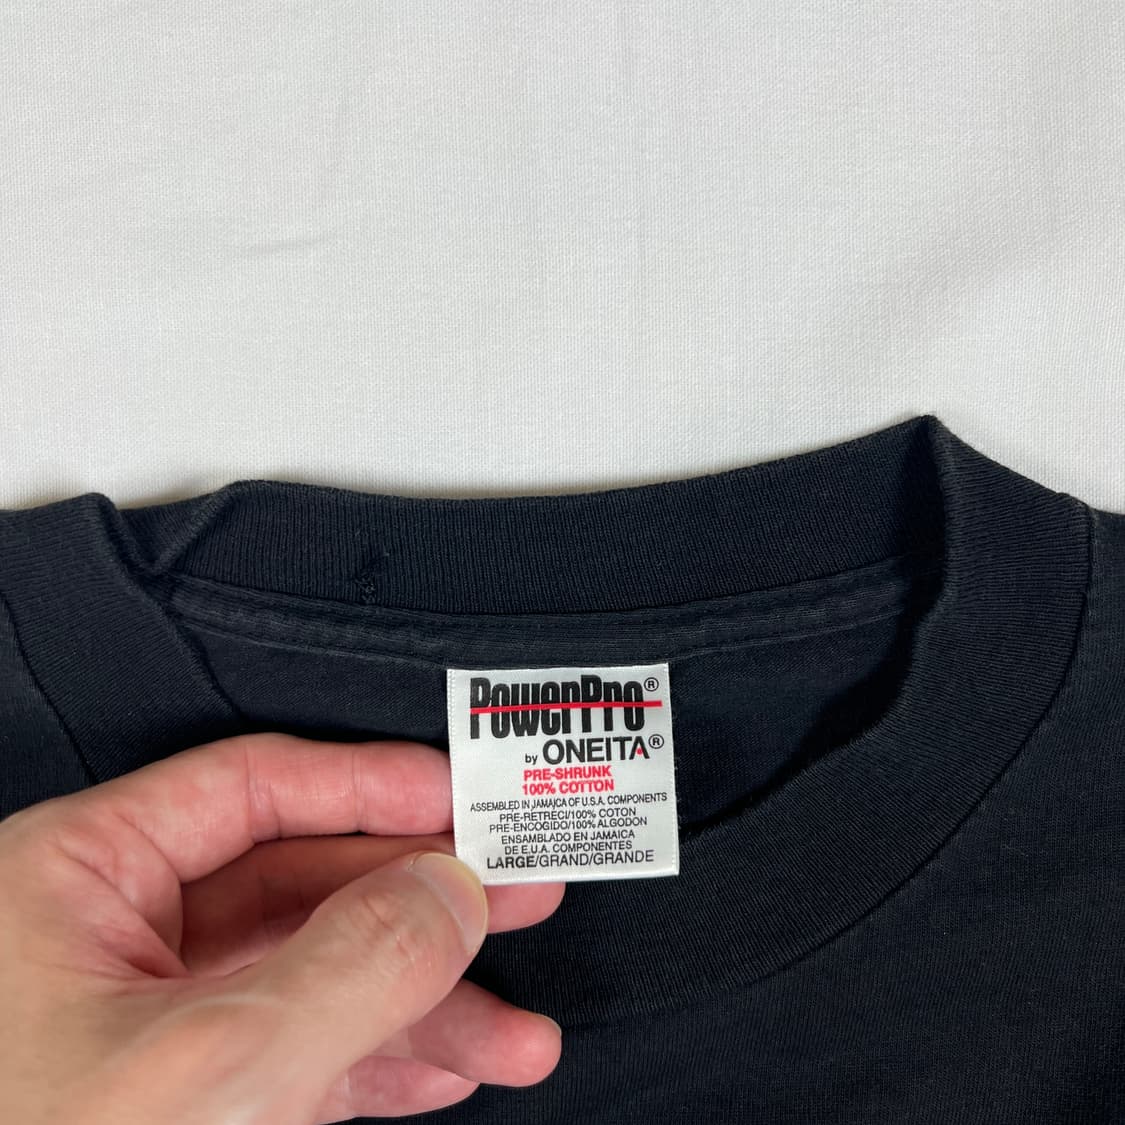 PowerPro®
by ONEITA®
PRE-SHRUNK
100% COTTON
ASSEMBLED IN JAMAICA OF U.S.A. COMPONENTS
PRE-RETRECI/100% COTON
PRE-ENCOGIDO/100% ALGODON
ENSAMBLADO EN JAMAICA
DE E.U.A. COMPONENTES
LARGE/GRAND/GRANDE